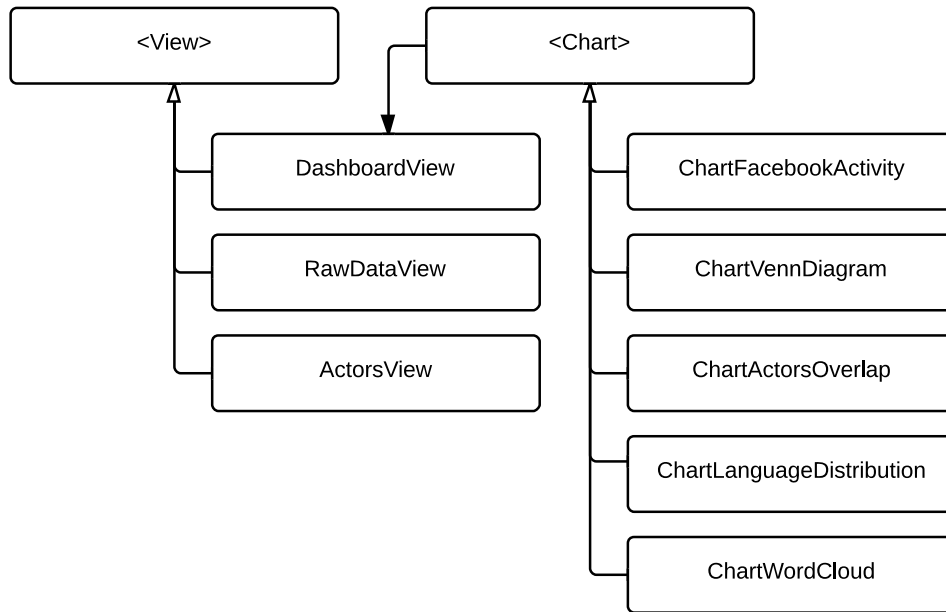 <View>
<Chart>
DashboardView
RawDataView
ActorsView
ChartFacebookActivity
ChartVennDiagram
ChartActorsOverlap
ChartLanguageDistribution
ChartWordCloud